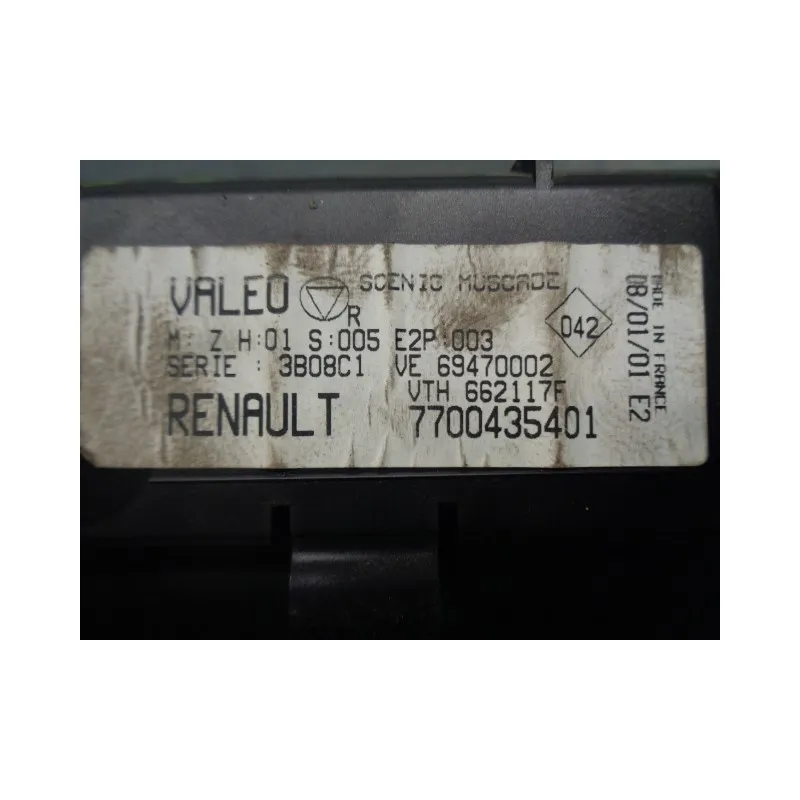 VALEO R SCENIC MUSCADE
M: Z H:01 S:005 E2P:003
SERIE : 3B08C1 VE 69470002
VTH 662117F
RENAULT 7700435401
042
MADE IN FRANCE
08/01/01 E2